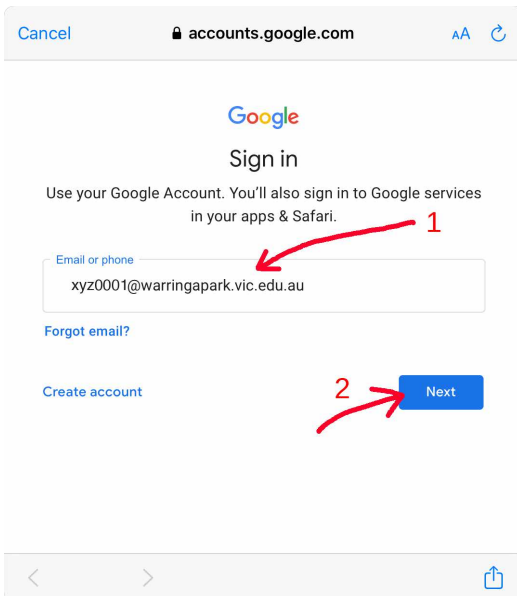 Cancel
accounts.google.com
AA
Google
Sign in
Use your Google Account. You’ll also sign in to Google services
in your apps & Safari.
1
Email or phone
xyz0001@warringapark.vic.edu.au
Forgot email?
Create account
2
Next